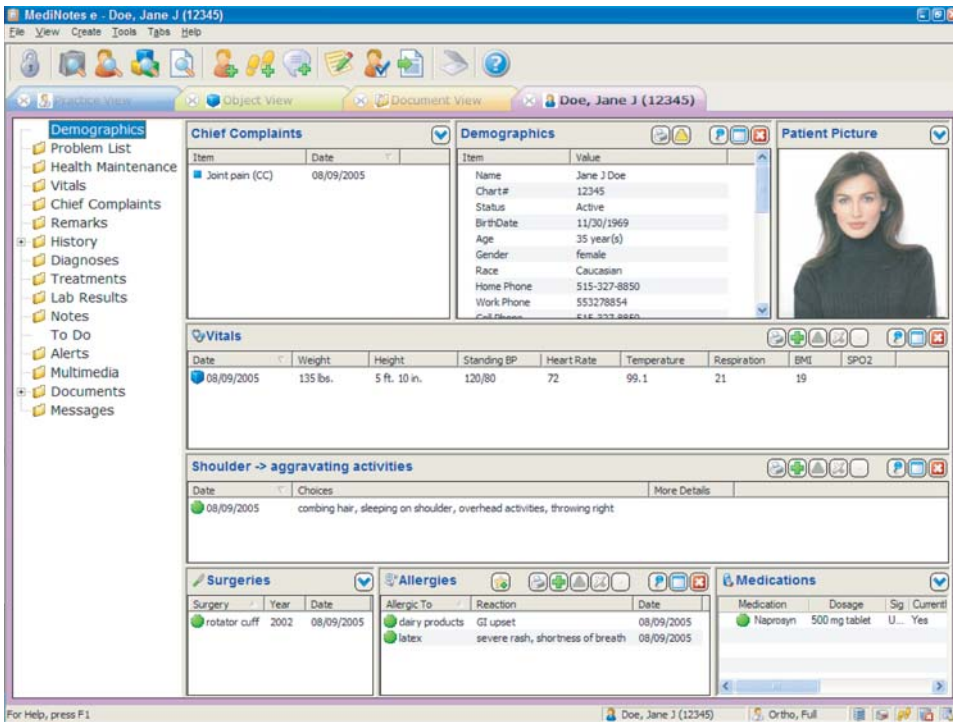 MediNotes e - Doe, Jane J (12345)
File View Create Tools Tabs Help
Practice View Object View Document View Doe, Jane J (12345)
Demographics
Problem List
Health Maintenance
Vitals
Chief Complaints
Remarks
History
Diagnoses
Treatments
Lab Results
Notes
To Do
Alerts
Multimedia
Documents
Messages
Chief Complaints
Item Date
Joint pain (CC) 08/09/2005
Demographics
Item Value
Name Jane J Doe
Chart# 12345
Status Active
BirthDate 11/30/1969
Age 35 year(s)
Gender female
Race Caucasian
Home Phone 515-327-8850
Work Phone 553278854
Cell Phone 515-327-8850
Patient Picture
Vitals
Date Weight Height Standing BP Heart Rate Temperature Respiration BMI SPO2
08/09/2005 135 lbs. 5 ft. 10 in. 120/80 72 99.1 21 19
Shoulder -> aggravating activities
Date Choices More Details
08/09/2005 combing hair, sleeping on shoulder, overhead activities, throwing right
Surgeries
Surgery Year Date
rotator cuff 2002 08/09/2005
Allergies
Allergic To Reaction Date
dairy products GI upset 08/09/2005
latex severe rash, shortness of breath 08/09/2005
Medications
Medication Dosage Sig Currentl
Naprosyn 500 mg tablet U... Yes
For Help, press F1 Doe, Jane J (12345) Ortho, Full